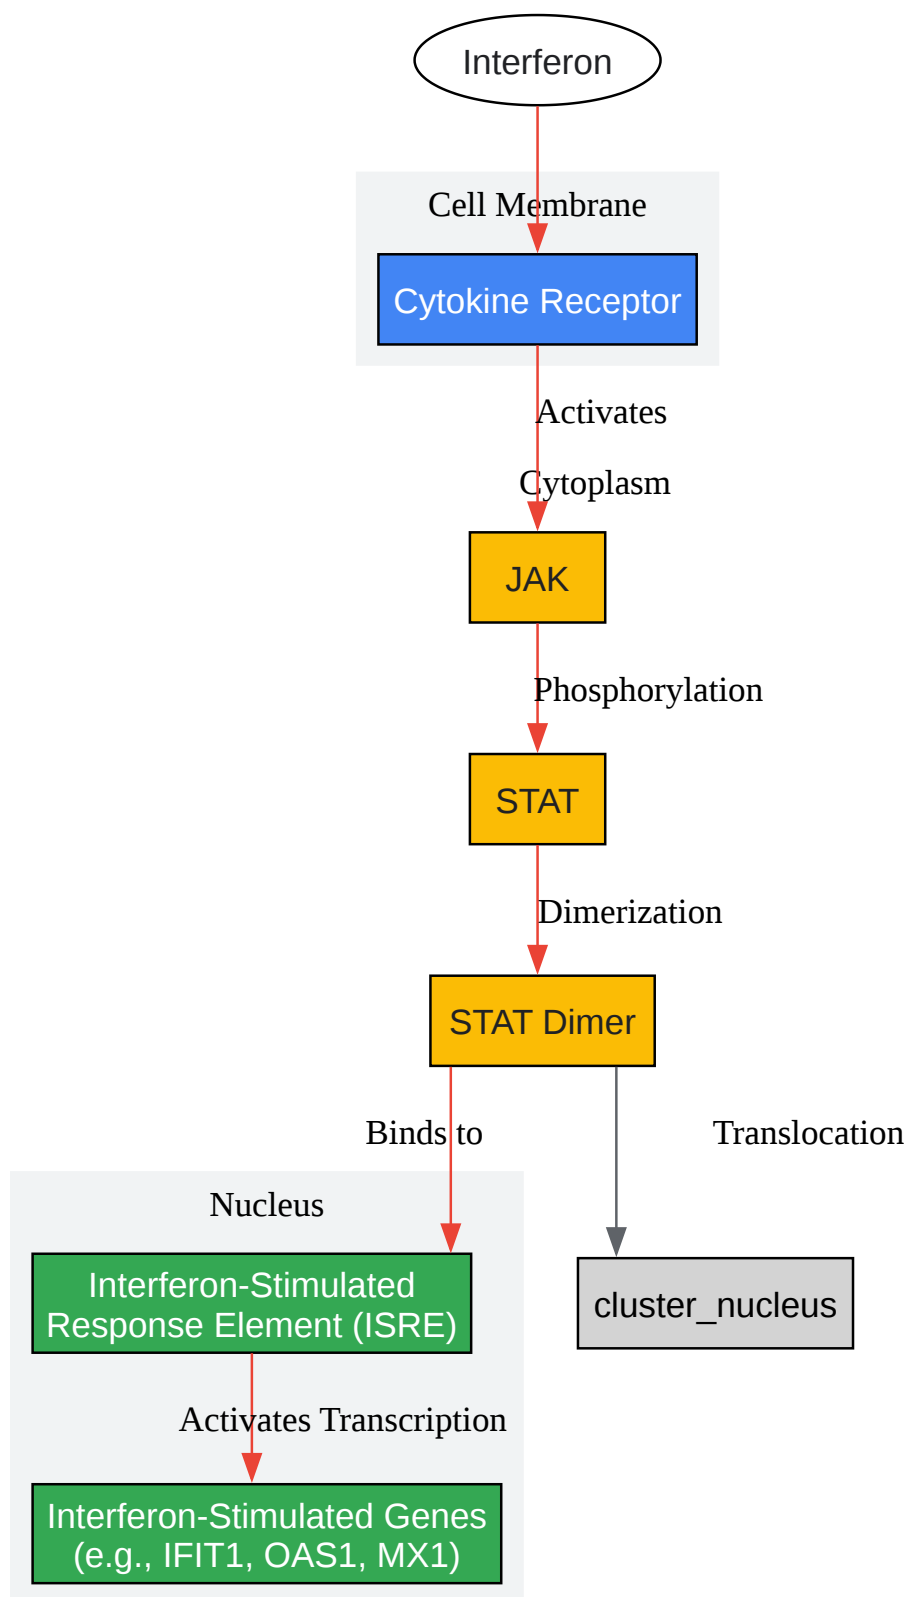 Interferon
Cell Membrane
Cytokine Receptor
Activates
Cytoplasm
JAK
Phosphorylation
STAT
Dimerization
STAT Dimer
Binds to
Translocation
Nucleus
Interferon-Stimulated
Response Element (ISRE)
cluster_nucleus
Activates Transcription
Interferon-Stimulated Genes
(e.g., IFIT1, OAS1, MX1)